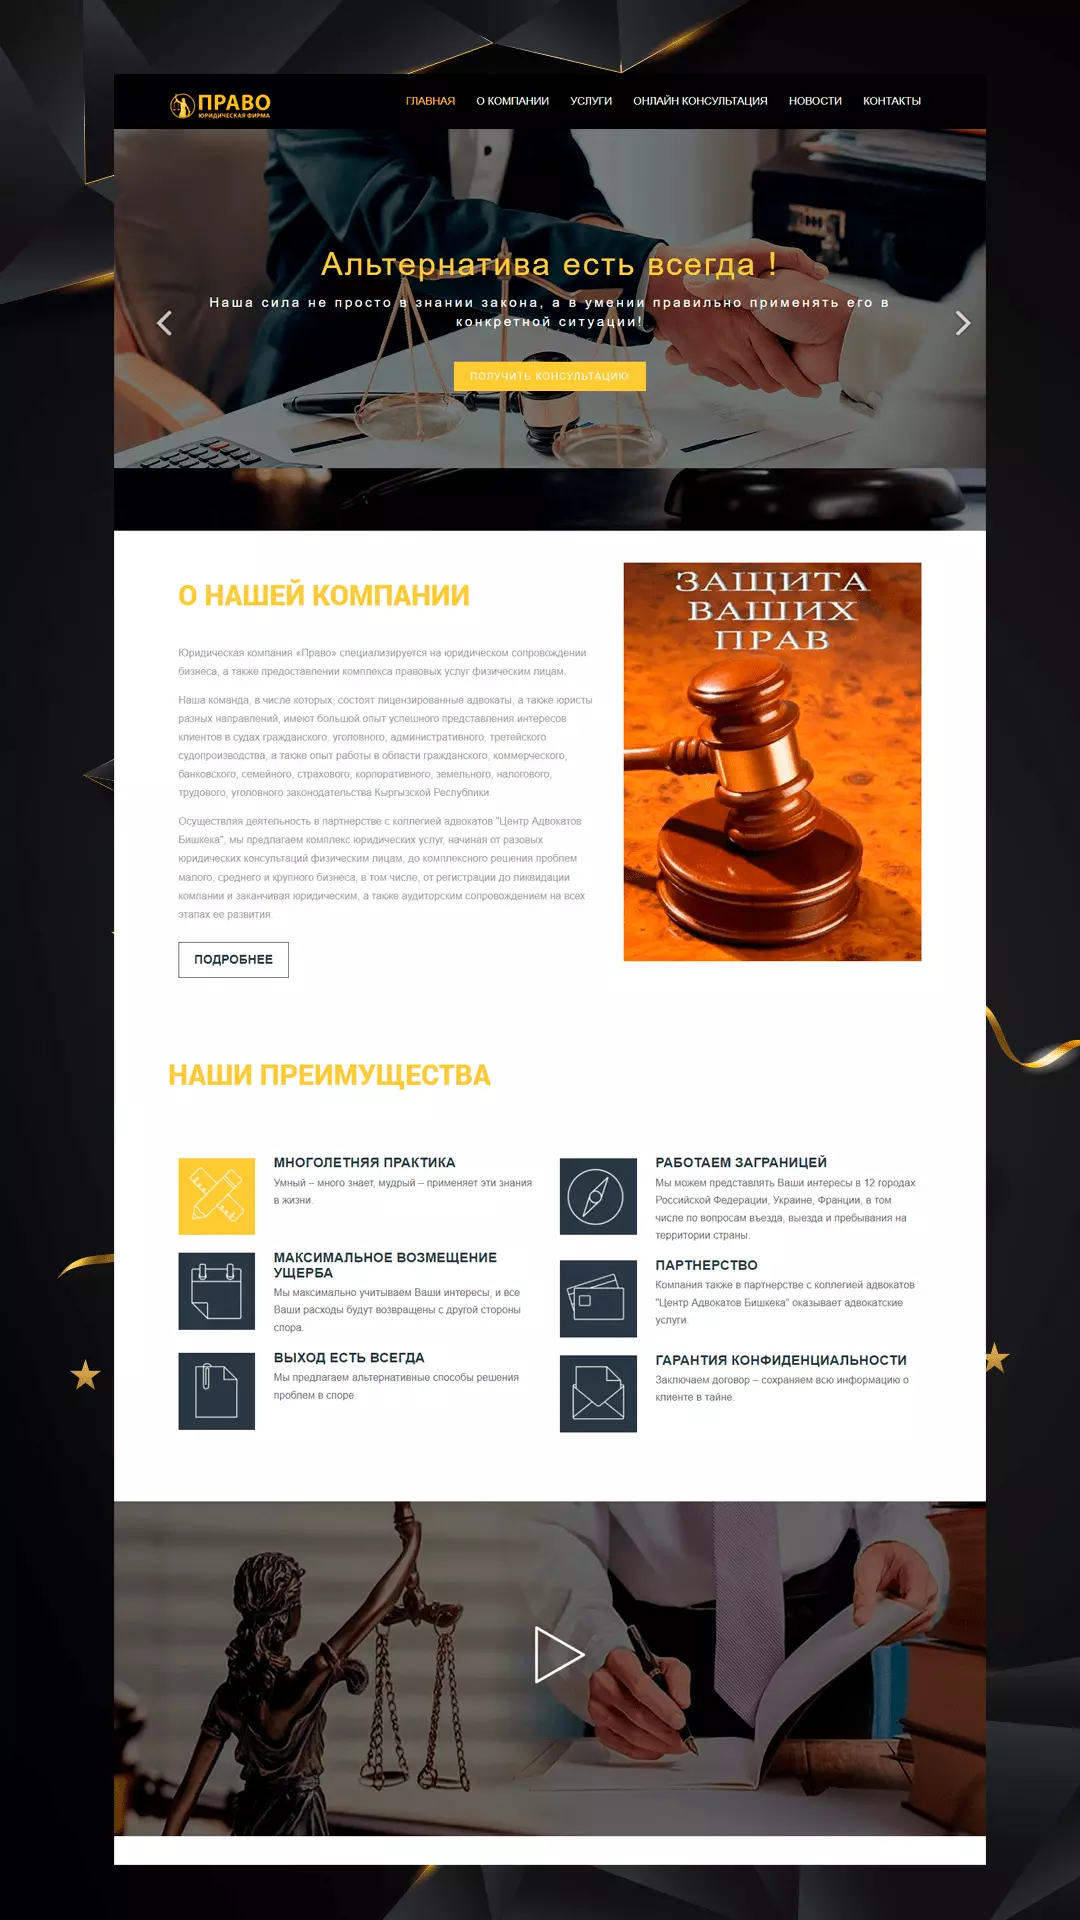 ПРАВО
ЮРИДИЧЕСКАЯ ФИРМА
ГЛАВНАЯ О КОМПАНИИ УСЛУГИ ОНЛАЙН КОНСУЛЬТАЦИЯ НОВОСТИ КОНТАКТЫ
Альтернатива есть всегда !
Наша сила не просто в знании закона, а в умении правильно применять его в
конкретной ситуации!
ПОЛУЧИТЬ КОНСУЛЬТАЦИЮ
О НАШЕЙ КОМПАНИИ
Юридическая компания «Право» специализируется на юридическом сопровождении
бизнеса, а также предоставлении комплекса правовых услуг физическим лицам.
Наша команда, в числе которых, состоят лицензированные адвокаты, а также юристы
разных направлений, имеют большой опыт успешного представления интересов
клиентов в судах гражданского, уголовного, административного, третейского
судопроизводства, а также опыт работы в области гражданского, коммерческого,
банковского, семейного, страхового, корпоративного, земельного, налогового,
трудового, уголовного законодательства Кыргызской Республики.
Осуществляя деятельность в партнерстве с коллегией адвокатов "Центр Адвокатов
Бишкека", мы предлагаем комплекс юридических услуг, начиная от разовых
юридических консультаций физическим лицам, до комплексного решения проблем
малого, среднего и крупного бизнеса, в том числе, от регистрации до ликвидации
компании и заканчивая юридическим, а также аудиторским сопровождением на всех
этапах ее развития.
ПОДРОБНЕЕ
ЗАЩИТА
ВАШИХ
ПРАВ
НАШИ ПРЕИМУЩЕСТВА
МНОГОЛЕТНЯЯ ПРАКТИКА
Умный – много знает, мудрый – применяет эти знания
в жизни.
МАКСИМАЛЬНОЕ ВОЗМЕЩЕНИЕ
УЩЕРБА
Мы максимально учитываем Ваши интересы, и все
Ваши расходы будут возвращены с другой стороны
спора.
ВЫХОД ЕСТЬ ВСЕГДА
Мы предлагаем альтернативные способы решения
проблем в споре.
РАБОТАЕМ ЗАГРАНИЦЕЙ
Мы можем представлять Ваши интересы в 12 городах
Российской Федерации, Украине, Франции, в том
числе по вопросам въезда, выезда и пребывания на
территории страны.
ПАРТНЕРСТВО
Компания также в партнерстве с коллегией адвокатов
"Центр Адвокатов Бишкека" оказывает адвокатские
услуги.
ГАРАНТИЯ КОНФИДЕНЦИАЛЬНОСТИ
Заключаем договор – сохраняем всю информацию о
клиенте в тайне.